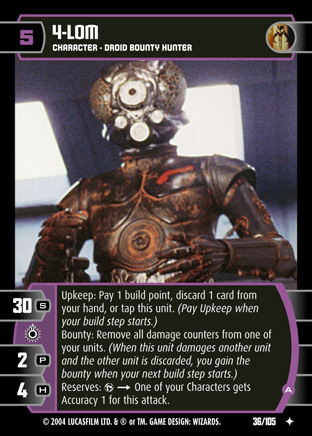 5 4-LOM
CHARACTER • DROID BOUNTY HUNTER
30 S
2 P
4 H
Upkeep: Pay 1 build point, discard 1 card from
your hand, or tap this unit. (Pay Upkeep when
your build step starts.)
Bounty: Remove all damage counters from one of
your units. (When this unit damages another unit
and the other unit is discarded, you gain the
bounty when your next build step starts.)
Reserves: → One of your Characters gets
Accuracy 1 for this attack.
A
© 2004 LUCASFILM LTD. & ® or TM. GAME DESIGN: WIZARDS. 36/105